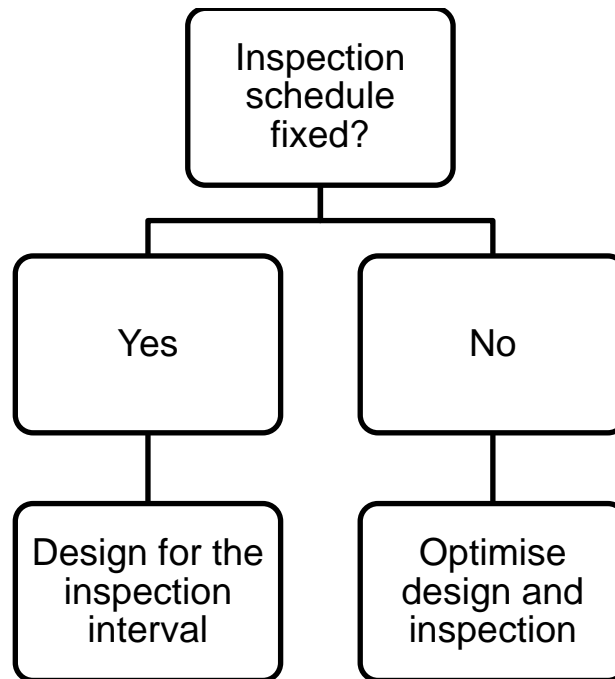 Inspection
schedule
fixed?
Yes
No
Design for the
inspection
interval
Optimise
design and
inspection